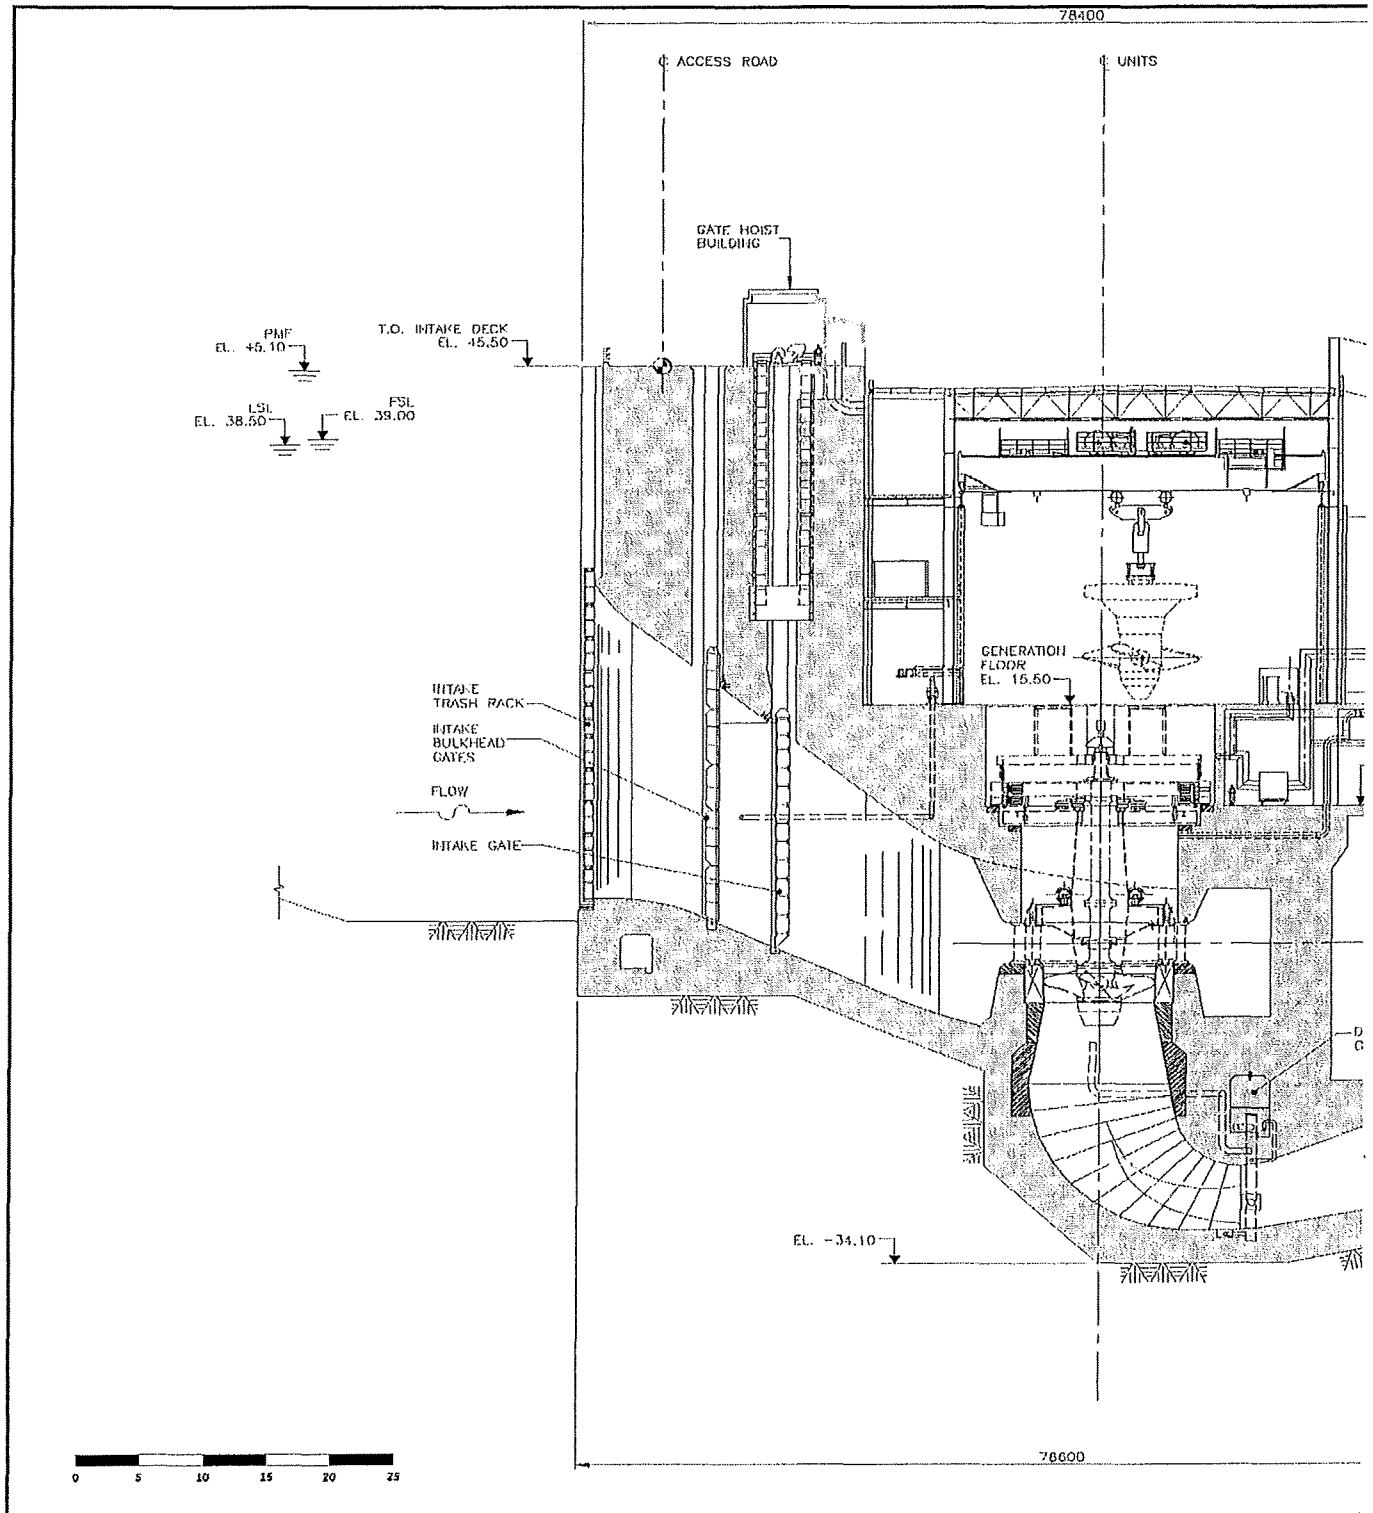 78400
℄ ACCESS ROAD
℄ UNITS
GATE HOIST
BUILDING
PMF
EL. 45.10
T.O. INTAKE DECK
EL. 45.50
LSL
EL. 38.50
FSL
EL. 39.00
GENERATION
FLOOR
EL. 15.50
INTAKE
TRASH RACK
INTAKE
BULKHEAD
GATES
FLOW
INTAKE GATE
D
G
EL. -34.10
78600
0 5 10 15 20 25